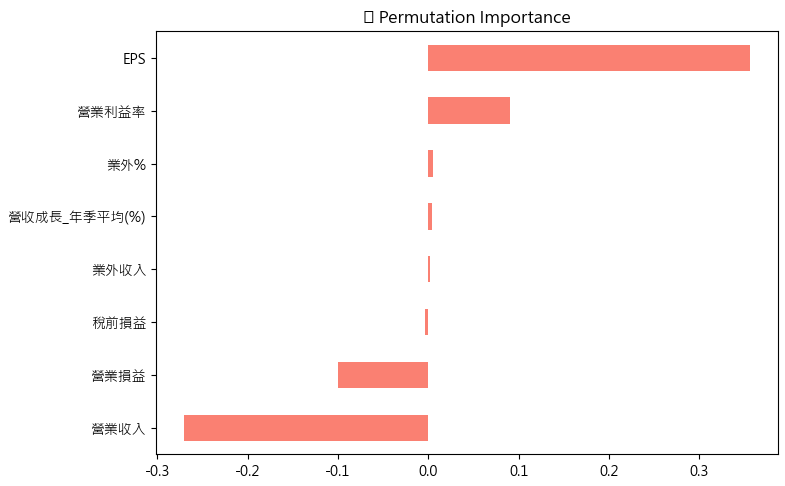 Permutation Importance
EPS
營業利益率
業外%
營收成長_年季平均(%)
業外收入
稅前損益
營業損益
營業收入
-0.3 -0.2 -0.1 0.0 0.1 0.2 0.3